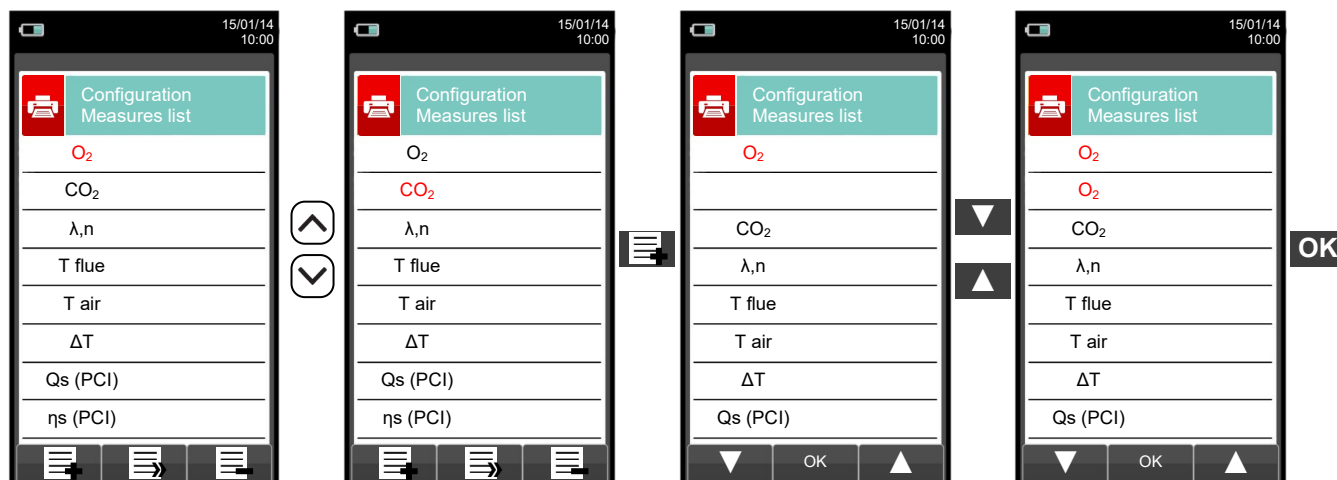 15/01/14
10:00
Configuration
Measures list
O₂
CO₂
λ,n
T flue
T air
ΔT
Qs (PCI)
ηs (PCI)
15/01/14
10:00
Configuration
Measures list
O₂
CO₂
λ,n
T flue
T air
ΔT
Qs (PCI)
ηs (PCI)
15/01/14
10:00
Configuration
Measures list
O₂
CO₂
λ,n
T flue
T air
ΔT
Qs (PCI)
OK
15/01/14
10:00
Configuration
Measures list
O₂
O₂
CO₂
λ,n
T flue
T air
ΔT
Qs (PCI)
OK
OK